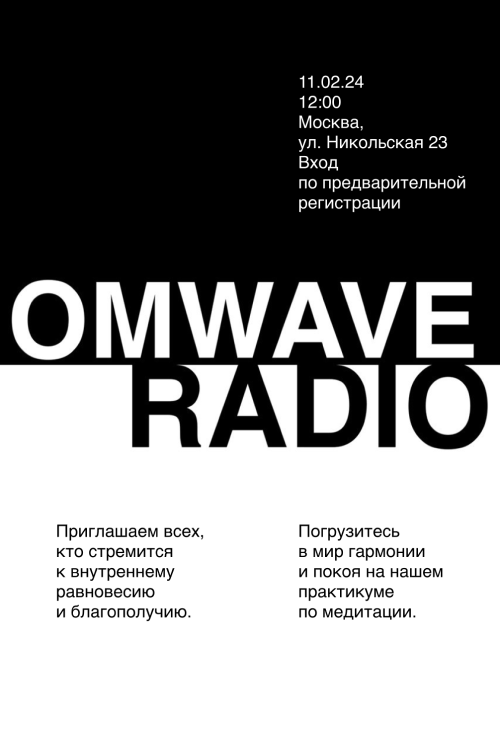 11.02.24
12:00
Москва,
ул. Никольская 23
Вход
по предварительной
регистрации
OMWAVE
RADIO
Приглашаем всех,
кто стремится
к внутреннему
равновесию
и благополучию.
Погрузитесь
в мир гармонии
и покоя на нашем
практикуме
по медитации.